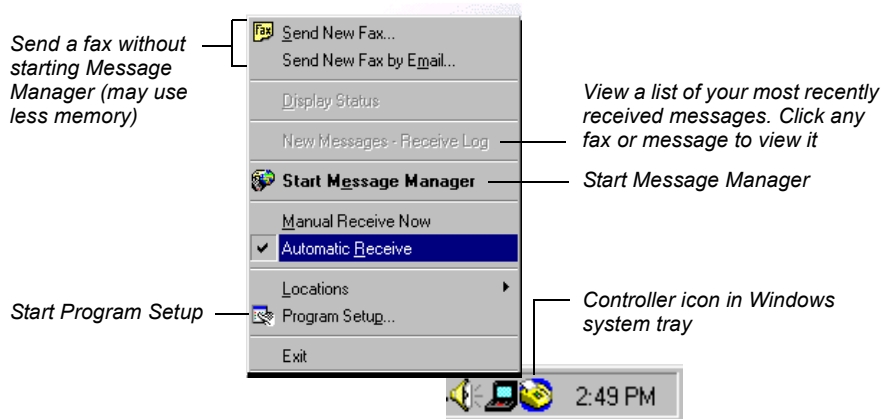 Send a fax without
starting Message
Manager (may use
less memory)
Fax
Send New Fax...
Send New Fax by Email...
Display Status
New Messages - Receive Log
View a list of your most recently
received messages. Click any
fax or message to view it
Start Message Manager
Start Message Manager
Manual Receive Now
Automatic Receive
Locations
Start Program Setup
Program Setup...
Controller icon in Windows
system tray
Exit
2:49 PM